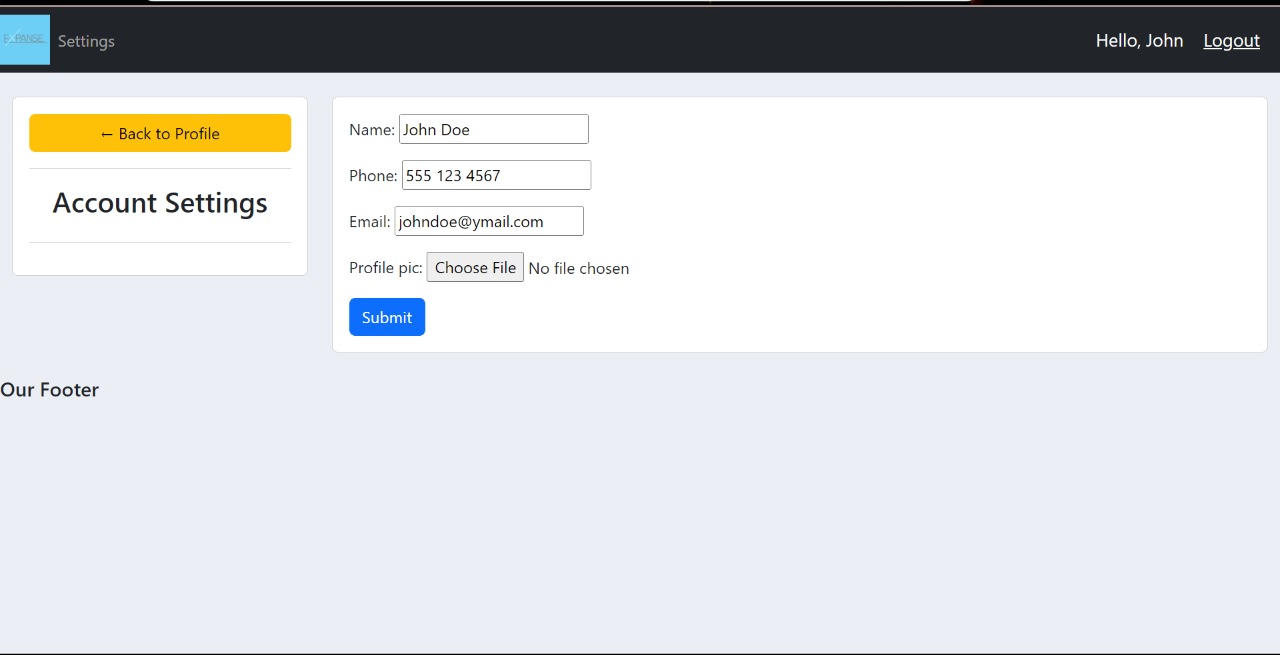 EXPANSE
Settings
Hello, John
Logout
← Back to Profile
Account Settings
Name: John Doe
Phone: 555 123 4567
Email: johndoe@ymail.com
Profile pic: Choose File No file chosen
Submit
Our Footer